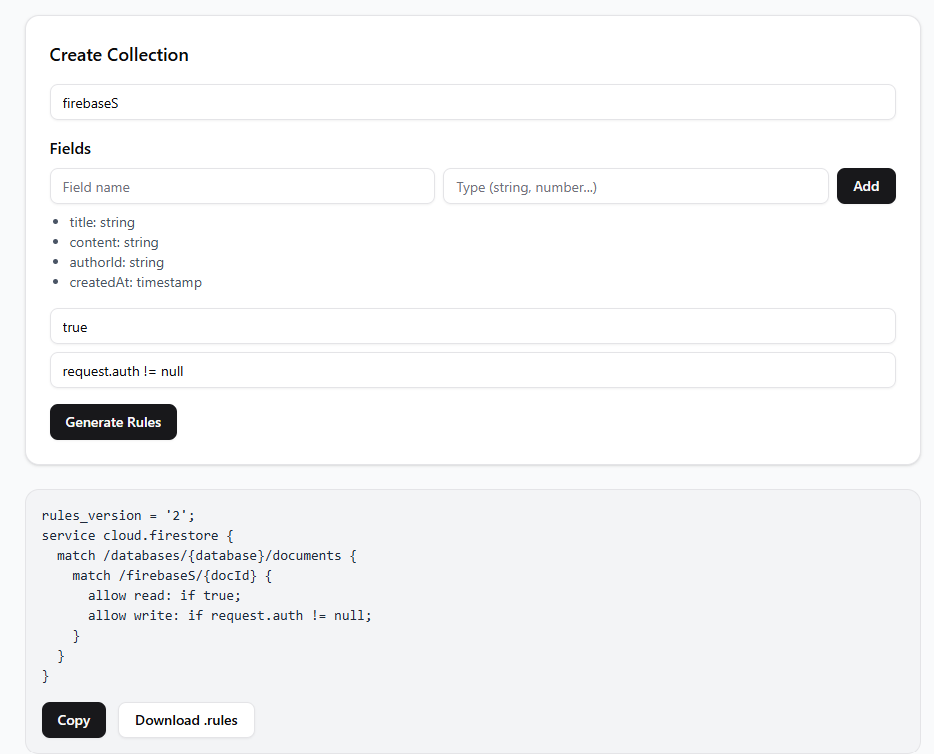 Create Collection
firebaseS
Fields
Field name Type (string, number...) Add
• title: string
• content: string
• authorId: string
• createdAt: timestamp
true
request.auth != null
Generate Rules
rules_version = '2';
service cloud.firestore {
  match /databases/{database}/documents {
    match /firebaseS/{docId} {
      allow read: if true;
      allow write: if request.auth != null;
    }
  }
}
Copy Download .rules